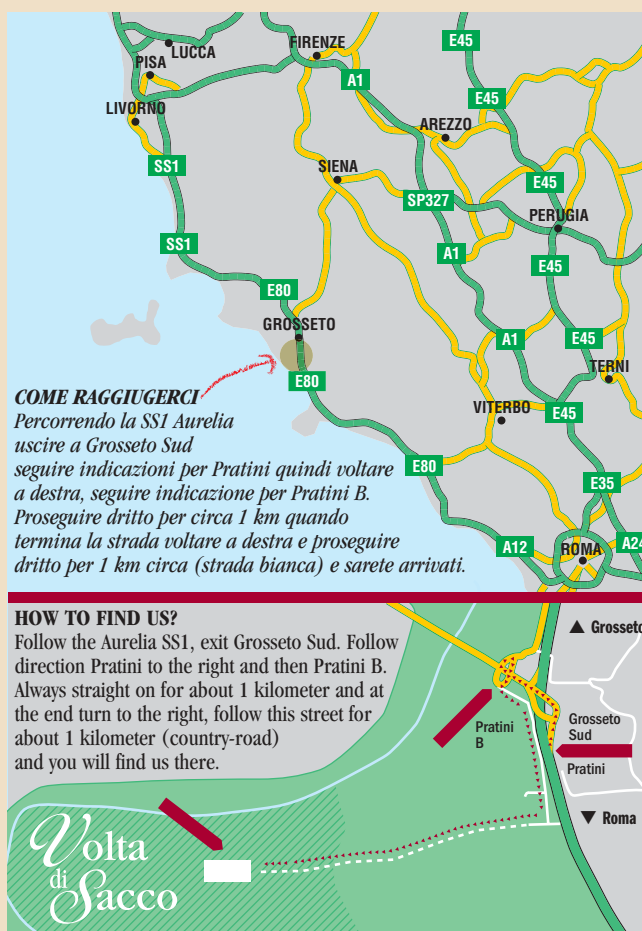 E45
FIRENZE
LUCCA
PISA
A1
E45
LIVORNO
AREZZO
SS1
SIENA
E45
SP327
PERUGIA
SS1
A1
E45
E80
GROSSETO
A1
E45
TERNI
E80
VITERBO
E45
E80
E35
A12
ROMA
A24
COME RAGGIUGERCI
Percorrendo la SS1 Aurelia
uscire a Grosseto Sud
seguire indicazioni per Pratini quindi voltare
a destra, seguire indicazione per Pratini B.
Proseguire dritto per circa 1 km quando
termina la strada voltare a destra e proseguire
dritto per 1 km circa (strada bianca) e sarete arrivati.
HOW TO FIND US?
Follow the Aurelia SS1, exit Grosseto Sud. Follow
direction Pratini to the right and then Pratini B.
Always straight on for about 1 kilometer and at
the end turn to the right, follow this street for
about 1 kilometer (country-road)
and you will find us there.
Grosseto
Pratini
B
Grosseto
Sud
Pratini
Roma
Volta
di
Sacco